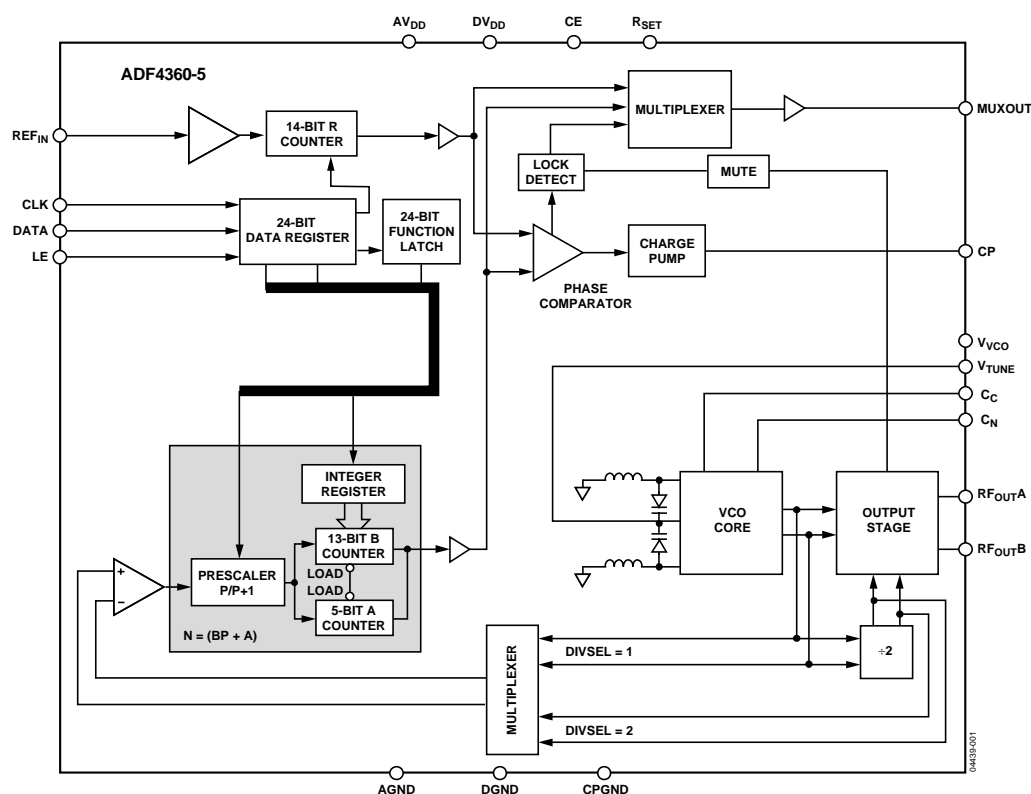 AVDD
DVDD
CE
RSET
ADF4360-5
MULTIPLEXER
MUXOUT
REFIN
14-BIT R
COUNTER
LOCK
DETECT
MUTE
CLK
DATA
LE
24-BIT
DATA REGISTER
24-BIT
FUNCTION
LATCH
CHARGE
PUMP
CP
PHASE
COMPARATOR
VVCO
VTUNE
CC
CN
INTEGER
REGISTER
VCO
CORE
OUTPUT
STAGE
RFOUTA
RFOUTB
13-BIT B
COUNTER
LOAD
LOAD
PRESCALER
P/P+1
5-BIT A
COUNTER
+
−
N = (BP + A)
MULTIPLEXER
DIVSEL = 1
÷2
DIVSEL = 2
04439-001
AGND
DGND
CPGND